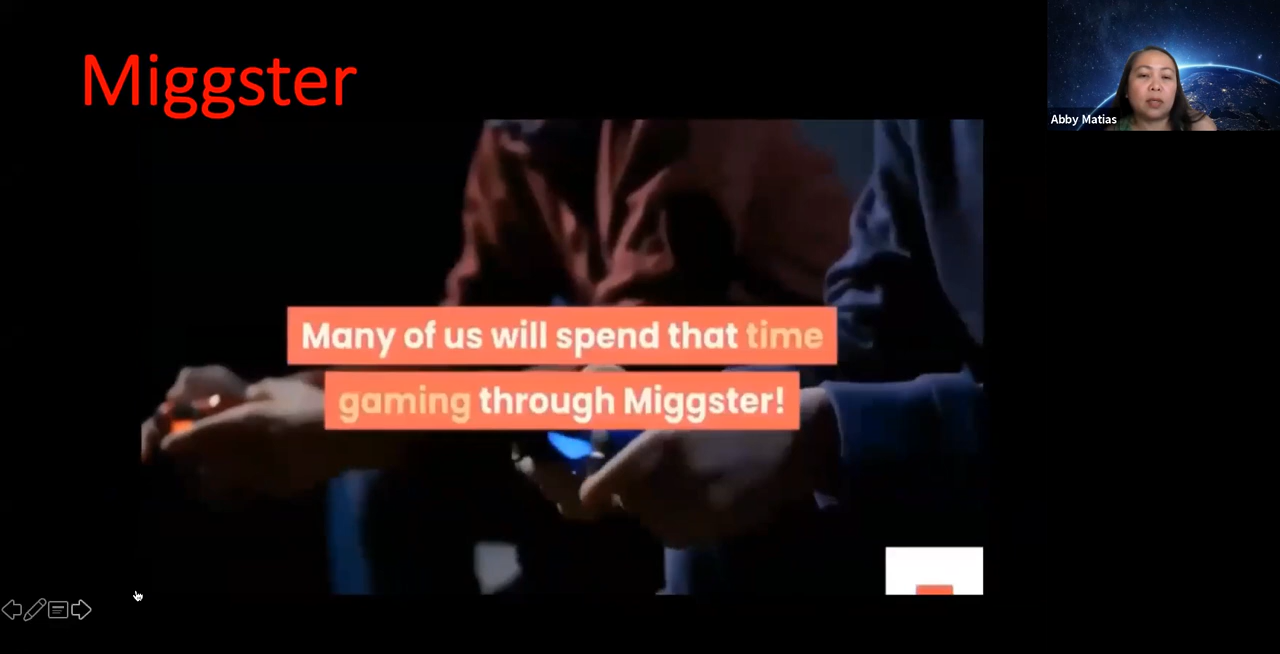 Miggster
Abby Matias
Many of us will spend that time
gaming through Miggster!